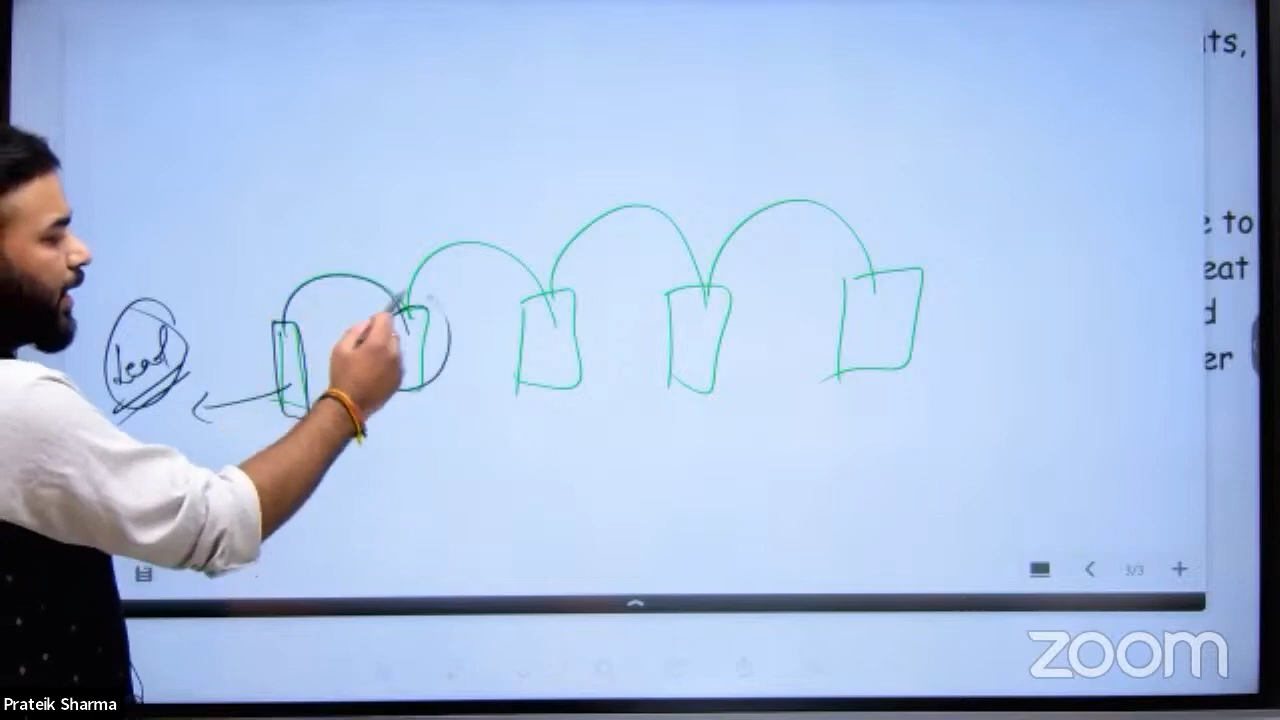 ts,
to
eat
d
er
Lead
3/3
zoom
Prateik Sharma